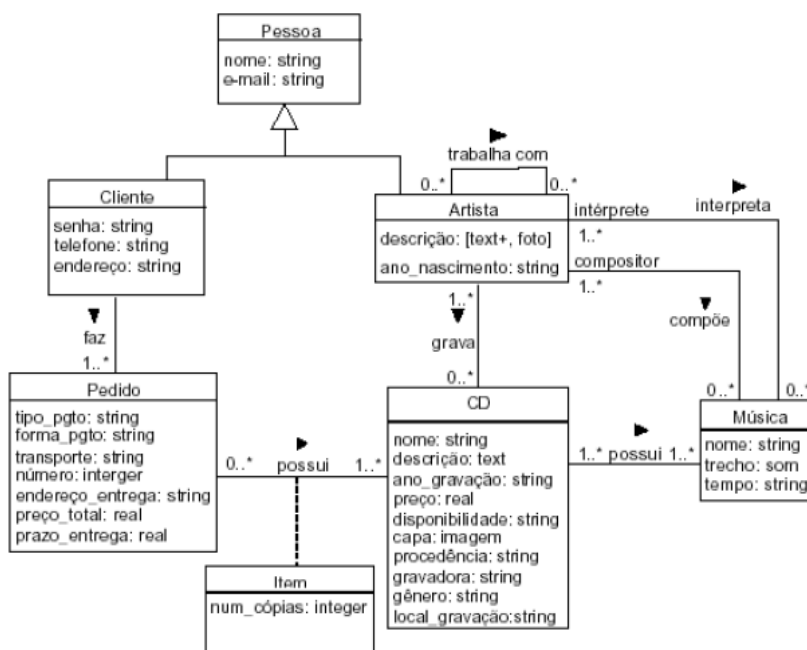 Pessoa
nome: string
e-mail: string
trabalha com
0..*
0..*
Cliente
senha: string
telefone: string
endereço: string
Artista
descrição: [text+, foto]
ano_nascimento: string
intérprete
1..*
interpreta
compositor
1..*
compõe
faz
1..*
1..*
grava
0..*
0..*
0..*
Pedido
tipo_pgto: string
forma_pgto: string
transporte: string
número: interger
endereço_entrega: string
preço_total: real
prazo_entrega: real
0..*
possui
1..*
CD
nome: string
descrição: text
ano_gravação: string
preço: real
disponibilidade: string
capa: imagem
procedência: string
gravadora: string
gênero: string
local_gravação:string
1..* possui 1..*
Música
nome: string
trecho: som
tempo: string
Item
num_cópias: integer